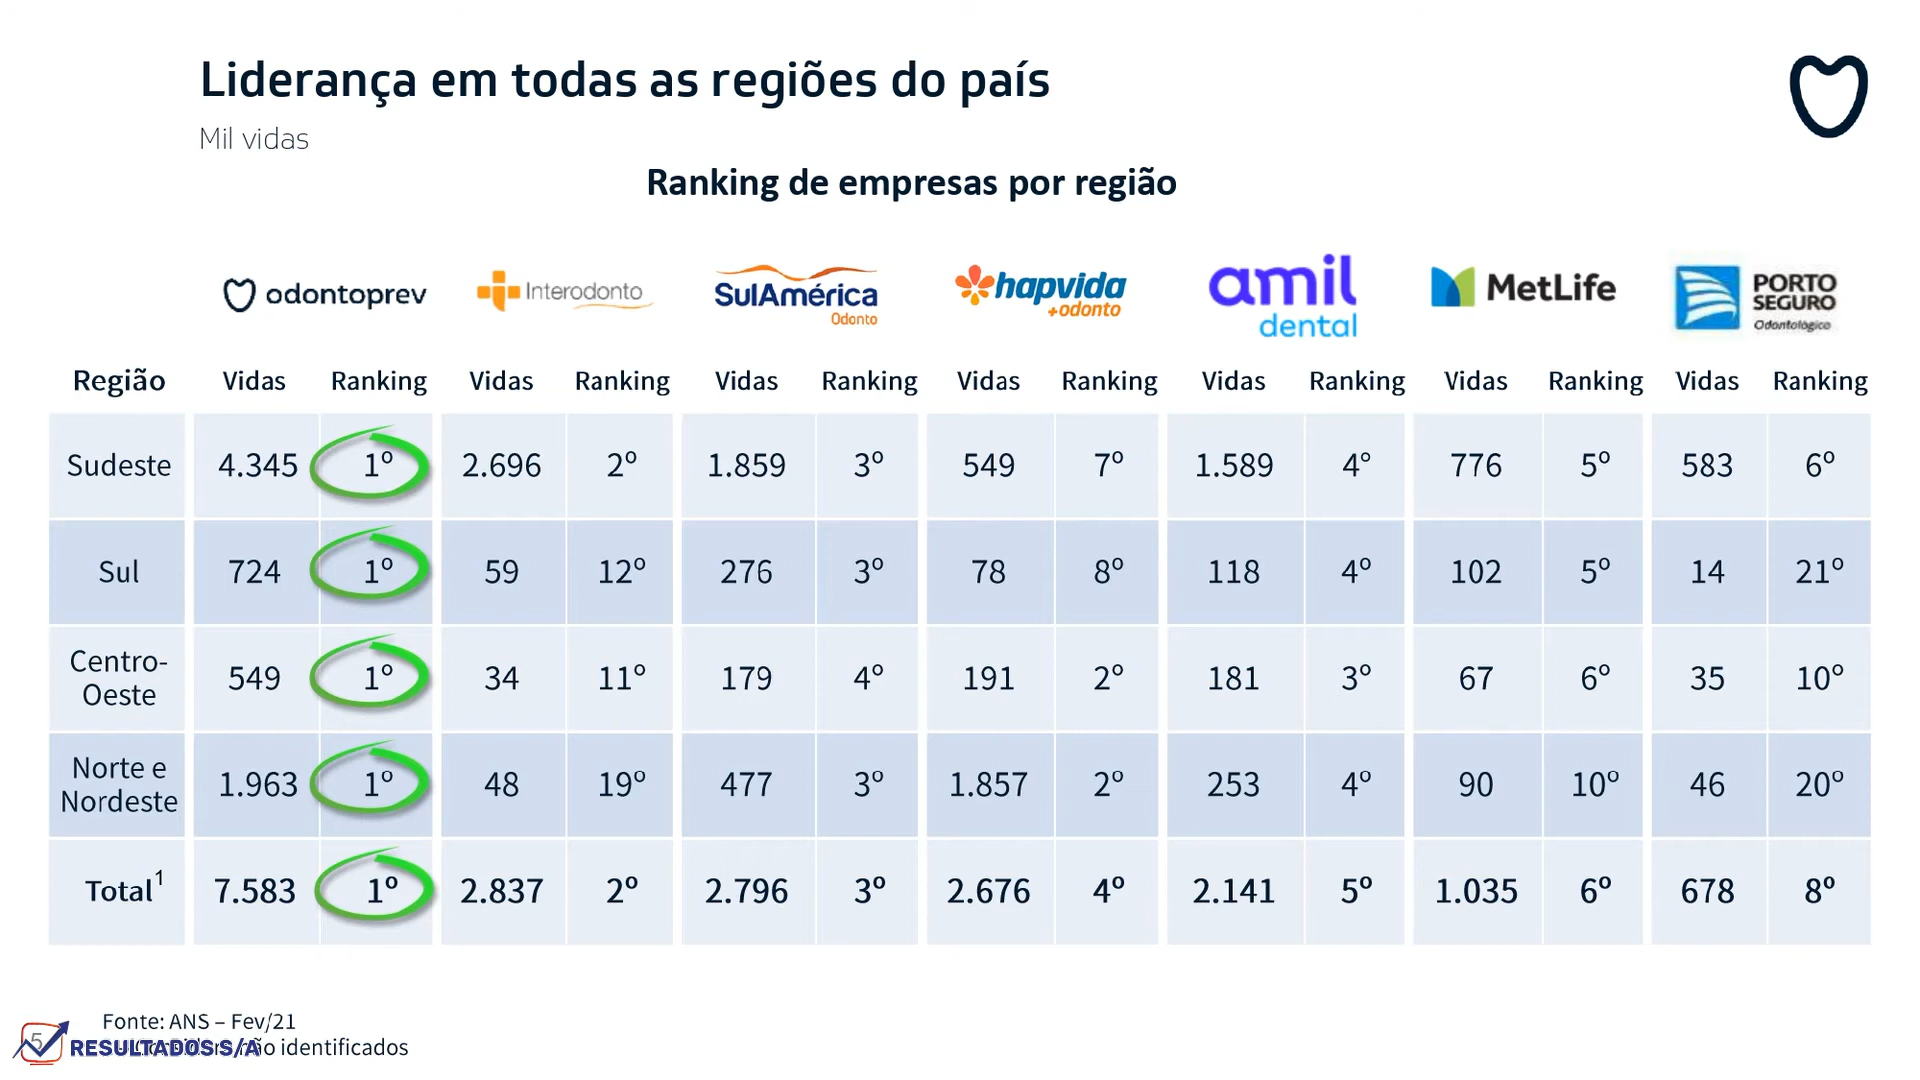 Liderança em todas as regiões do país
Mil vidas
Ranking de empresas por região
odontoprev Interodonto SulAmérica Odonto hapvida +odonto amil dental MetLife PORTO SEGURO Odontológico
Região Vidas Ranking Vidas Ranking Vidas Ranking Vidas Ranking Vidas Ranking Vidas Ranking Vidas Ranking
Sudeste 4.345 1º 2.696 2º 1.859 3º 549 7º 1.589 4° 776 5º 583 6º
Sul 724 1º 59 12º 276 3º 78 8º 118 4º 102 5º 14 21º
Centro-
Oeste 549 1º 34 11º 179 4º 191 2º 181 3º 67 6º 35 10º
Norte e
Nordeste 1.963 1º 48 19º 477 3º 1.857 2º 253 4º 90 10º 46 20º
Total¹ 7.583 1º 2.837 2º 2.796 3º 2.676 4º 2.141 5º 1.035 6º 678 8º
Fonte: ANS – Fev/21
5
RESULTADOS S/A
não identificados